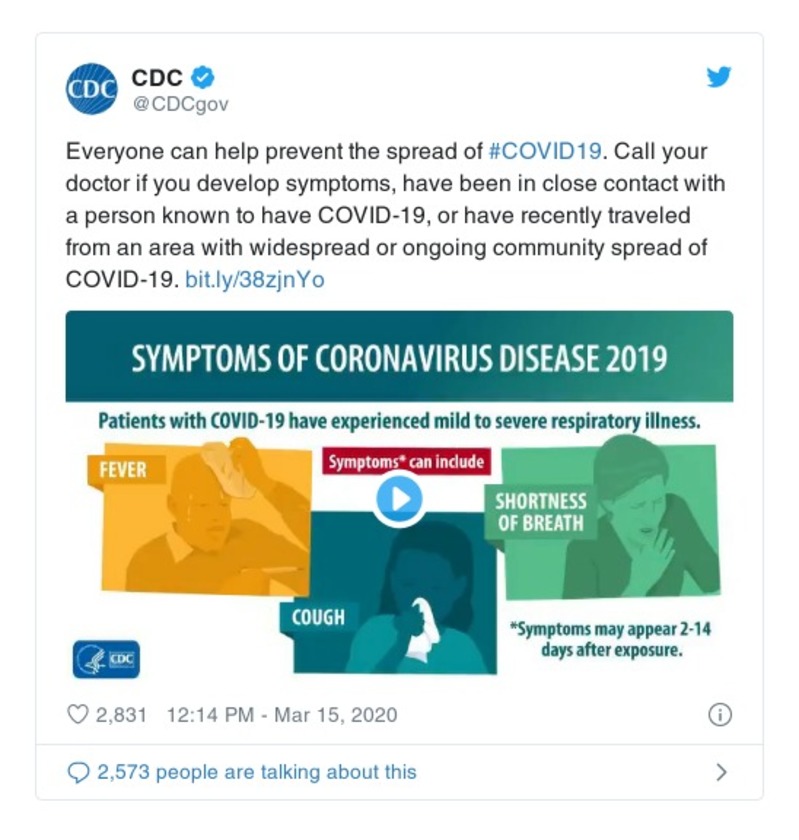 CDC
CDC
@CDCgov
Everyone can help prevent the spread of #COVID19. Call your
doctor if you develop symptoms, have been in close contact with
a person known to have COVID-19, or have recently traveled
from an area with widespread or ongoing community spread of
COVID-19. bit.ly/38zjnYo
SYMPTOMS OF CORONAVIRUS DISEASE 2019
Patients with COVID-19 have experienced mild to severe respiratory illness.
FEVER
Symptoms* can include
SHORTNESS
OF BREATH
COUGH
*Symptoms may appear 2-14
days after exposure.
CDC
2,831 12:14 PM - Mar 15, 2020
2,573 people are talking about this